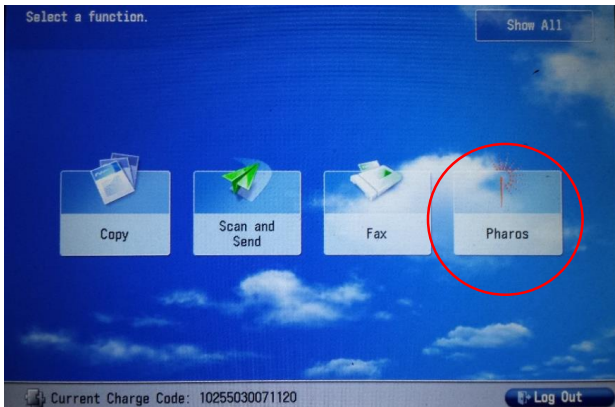 Select a function.
Show All
Copy
Scan and
Send
Fax
Pharos
Current Charge Code: 10255030071120
Log Out